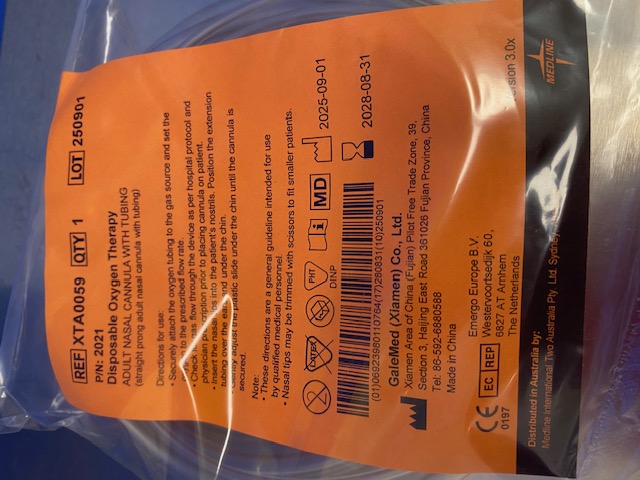 REF XTA0059 QTY 1 LOT 250901
P/N: 2021
Disposable Oxygen Therapy
ADULT NASAL CANNULA WITH TUBING
(straight prong adult nasal cannula with tubing)
Directions for use:
• Securely attach the oxygen tubing to the gas source and set the
oxygen to the prescribed flow rate.
• Check for gas flow through the device as per hospital protocol and
physician prescription prior to placing cannula on patient.
• Insert the nasal tips into the patient's nostrils. Position the extension
tubing over the ears and under the chin.
• Gently adjust the plastic slide under the chin until the cannula is
secured.
Note:
• These directions are a general guideline intended for use
by qualified medical personnel.
• Nasal tips may be trimmed with scissors to fit smaller patients.
2 LATEX PHT i MD 2025-09-01
DINP
2028-08-31
(01)06923980110784(17)280831(10)250901
GaleMed (Xiamen) Co., Ltd.
Xiamen Area of China (Fujian) Pilot Free Trade Zone, 39,
Section 3, Haijing East Road 361026 Fujian Province, China
Tel: 86-592-6880588
Made in China
CE 0197
EC REP
Emergo Europe B.V.
Westervoortsedijk 60,
6827 AT Arnhem
The Netherlands
Version 3.0x
Distributed in Australia by:
Medline International Two Australia Pty. Ltd. Sydney,
MEDLINE